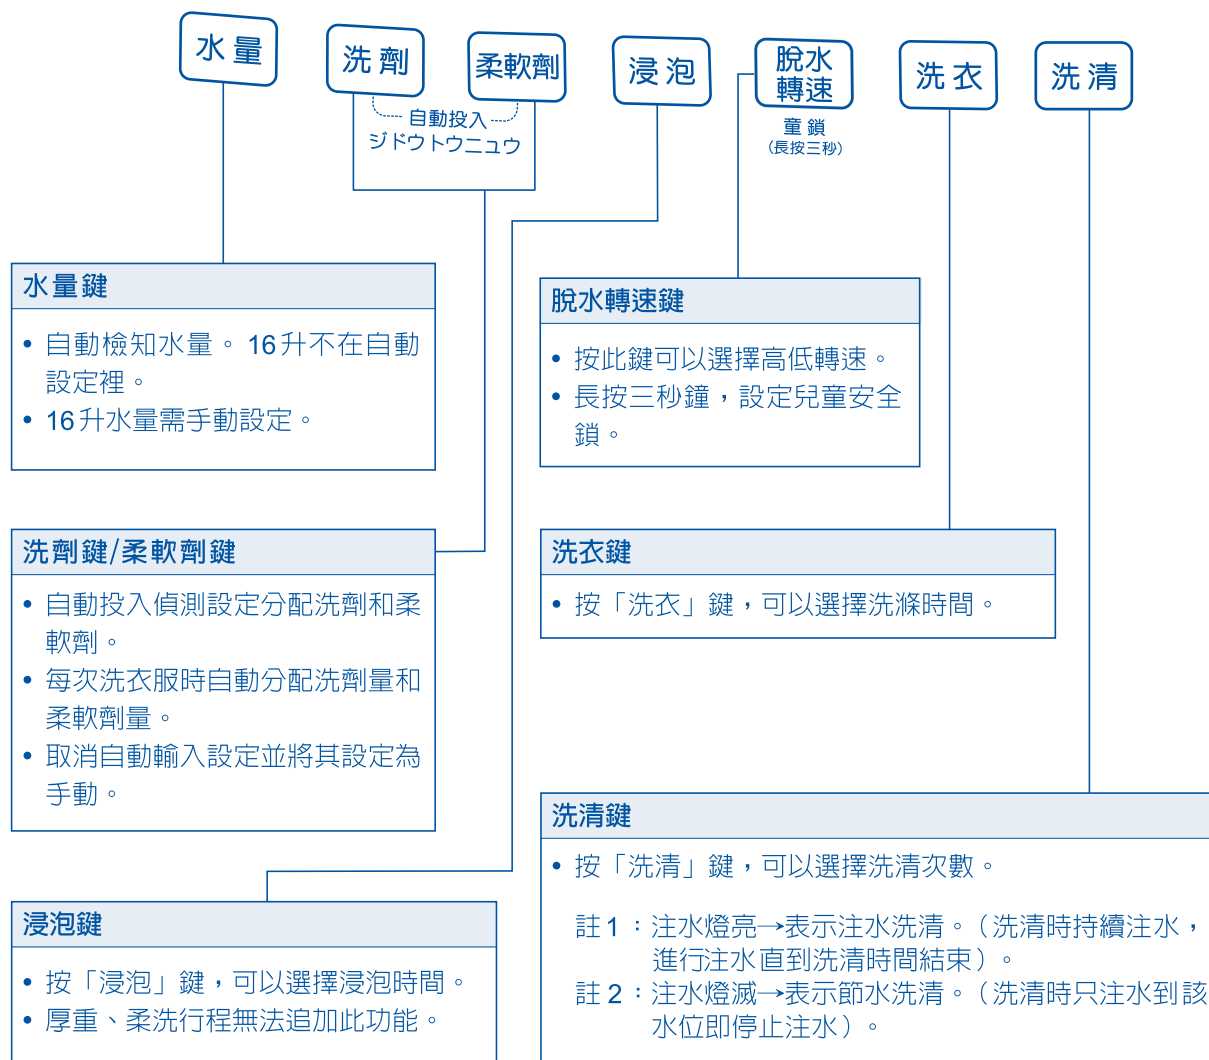 水量
洗劑
柔軟劑
浸泡
脫水
轉速
洗衣
洗清
自動投入
ジドウトウニュウ
童鎖
(長按三秒)
水量鍵
• 自動檢知水量。16升不在自動
設定裡。
• 16升水量需手動設定。
脫水轉速鍵
• 按此鍵可以選擇高低轉速。
• 長按三秒鐘，設定兒童安全
鎖。
洗劑鍵/柔軟劑鍵
• 自動投入偵測設定分配洗劑和柔
軟劑。
• 每次洗衣服時自動分配洗劑量和
柔軟劑量。
• 取消自動輸入設定並將其設定為
手動。
洗衣鍵
• 按「洗衣」鍵，可以選擇洗滌時間。
浸泡鍵
• 按「浸泡」鍵，可以選擇浸泡時間。
• 厚重、柔洗行程無法追加此功能。
洗清鍵
• 按「洗清」鍵，可以選擇洗清次數。
註1：注水燈亮→表示注水洗清。（洗清時持續注水，
進行注水直到洗清時間結束）。
註2：注水燈滅→表示節水洗清。（洗清時只注水到該
水位即停止注水）。